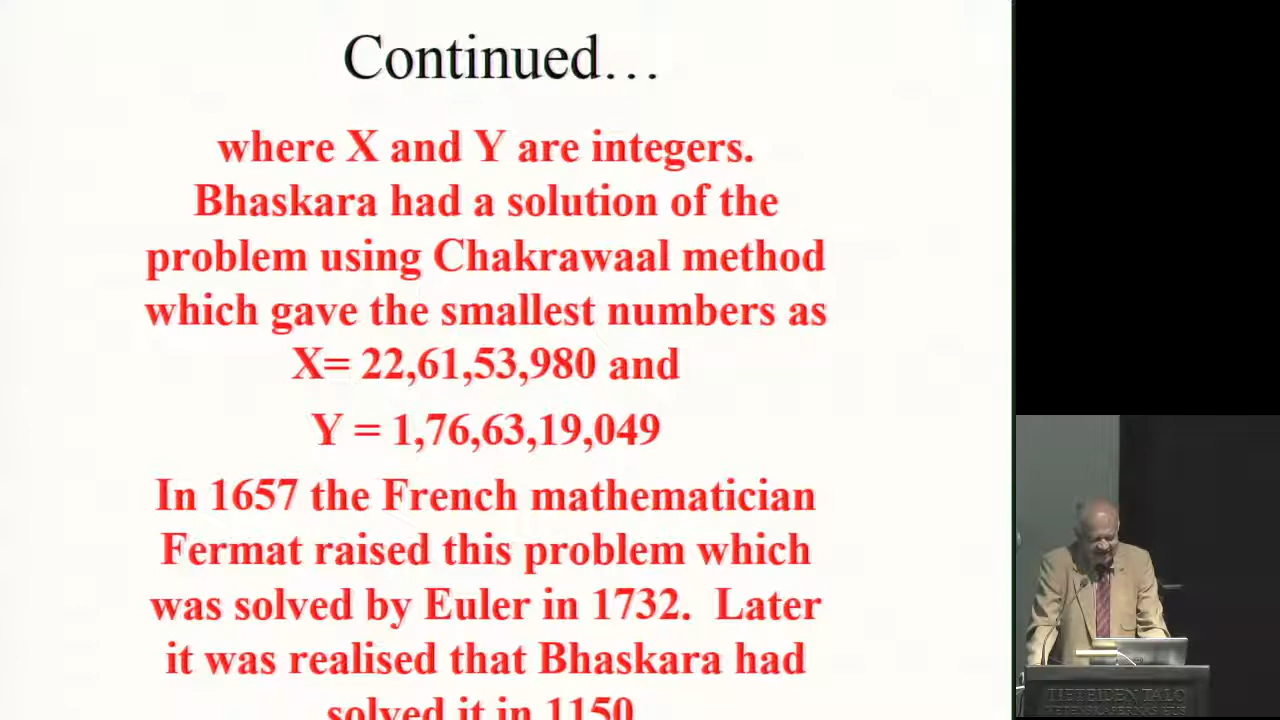 Continued…
where X and Y are integers.
Bhaskara had a solution of the
problem using Chakrawaal method
which gave the smallest numbers as
X= 22,61,53,980 and
Y = 1,76,63,19,049
In 1657 the French mathematician
Fermat raised this problem which
was solved by Euler in 1732. Later
it was realised that Bhaskara had
solved it in 1150
TIETEIDEN TALO